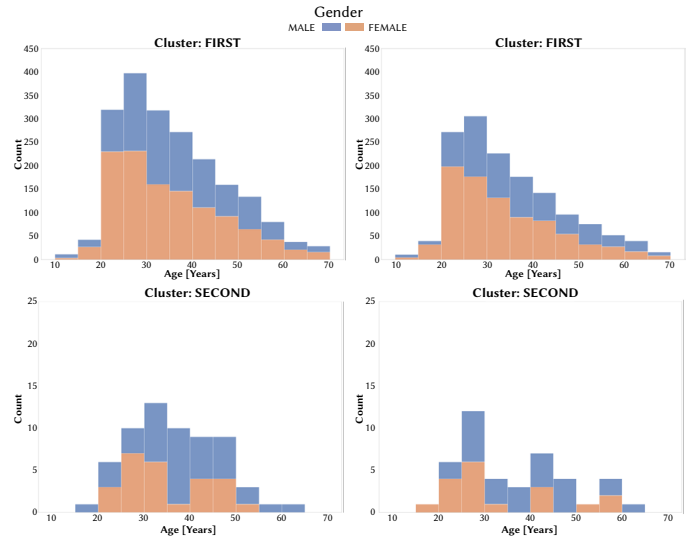 Gender
MALE FEMALE
Cluster: FIRST
Cluster: FIRST
450
400
350
300
250
200
150
100
50
0
Count
10 20 30 40 50 60 70
Age [Years]
450
400
350
300
250
200
150
100
50
0
Count
10 20 30 40 50 60 70
Age [Years]
Cluster: SECOND
Cluster: SECOND
25
20
15
10
5
0
Count
10 20 30 40 50 60 70
Age [Years]
25
20
15
10
5
0
Count
10 20 30 40 50 60 70
Age [Years]